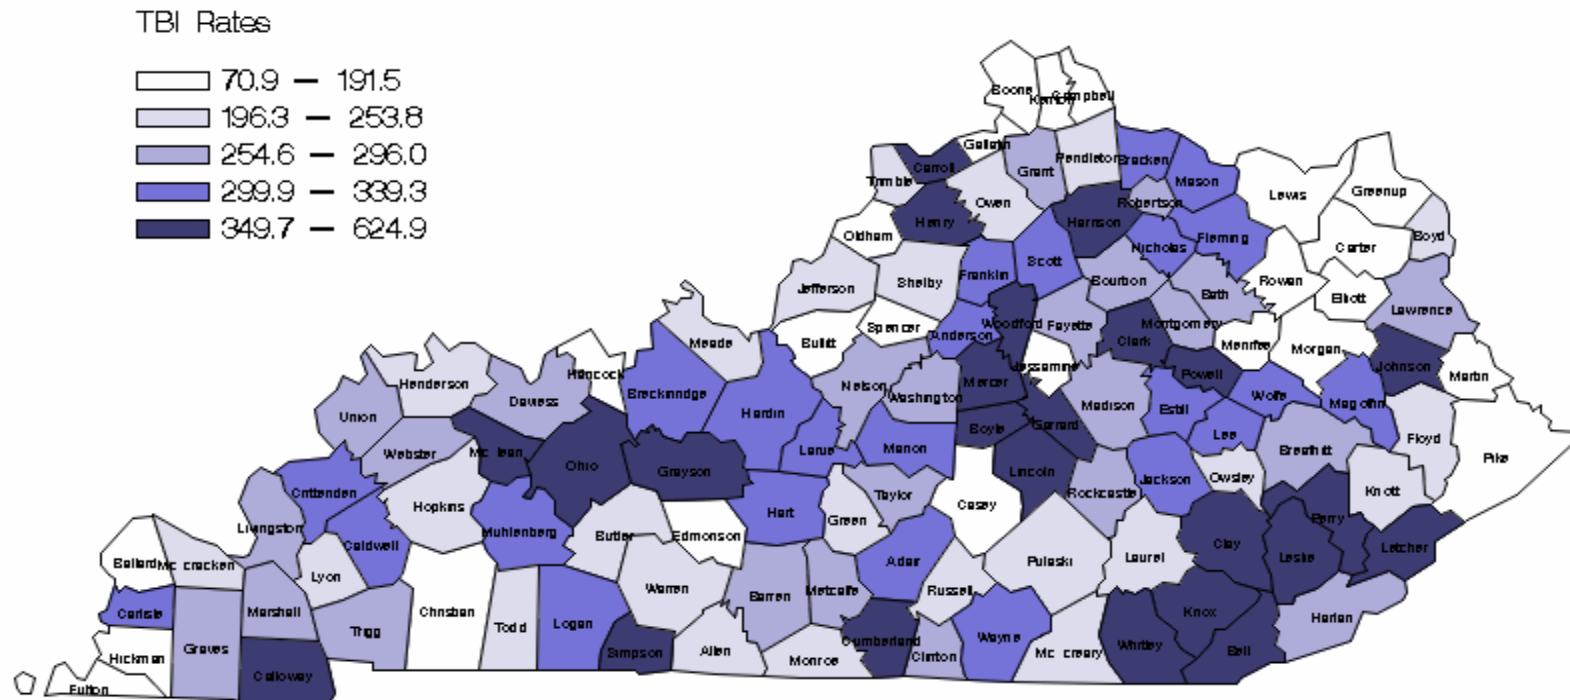 TBI Rates
70.9 — 191.5
196.3 — 253.8
254.6 — 296.0
299.9 — 339.3
349.7 — 624.9
Boone
Kenton
Campbell
Gallatin
Carroll
Grant
Pendleton
Bracken
Trimble
Mason
Lewis
Greenup
Owen
Robertson
Henry
Harrison
Oldham
Fleming
Carter
Boyd
Nicholas
Scott
Franklin
Shelby
Jefferson
Bourbon
Rowan
Bath
Elliott
Lawrence
Spencer
Woodford
Fayette
Montgomery
Anderson
Bullitt
Clark
Menifee
Morgan
Meade
Jessamine
Johnson
Martin
Hancock
Powell
Mercer
Henderson
Nelson
Breckinridge
Washington
Wolfe
Magoffin
Daviess
Madison
Estill
Hardin
Union
Boyle
Garrard
Lee
Floyd
Marion
Larue
Mc lean
Webster
Breathitt
Pike
Ohio
Grayson
Lincoln
Owsley
Jackson
Rockcastle
Knott
Crittenden
Taylor
Casey
Hopkins
Hart
Green
Perry
Livingston
Muhlenberg
Butler
Edmonson
Caldwell
Clay
Letcher
Leslie
Laurel
Pulaski
Adair
Ballard
Mc cracken
Lyon
Warren
Metcalfe
Russell
Barren
Carlisle
Marshall
Christian
Knox
Harlan
Todd
Logan
Trigg
Cumberland
Wayne
Whitley
Graves
Simpson
Allen
Mc creary
Bell
Hickman
Monroe
Clinton
Calloway
Fulton